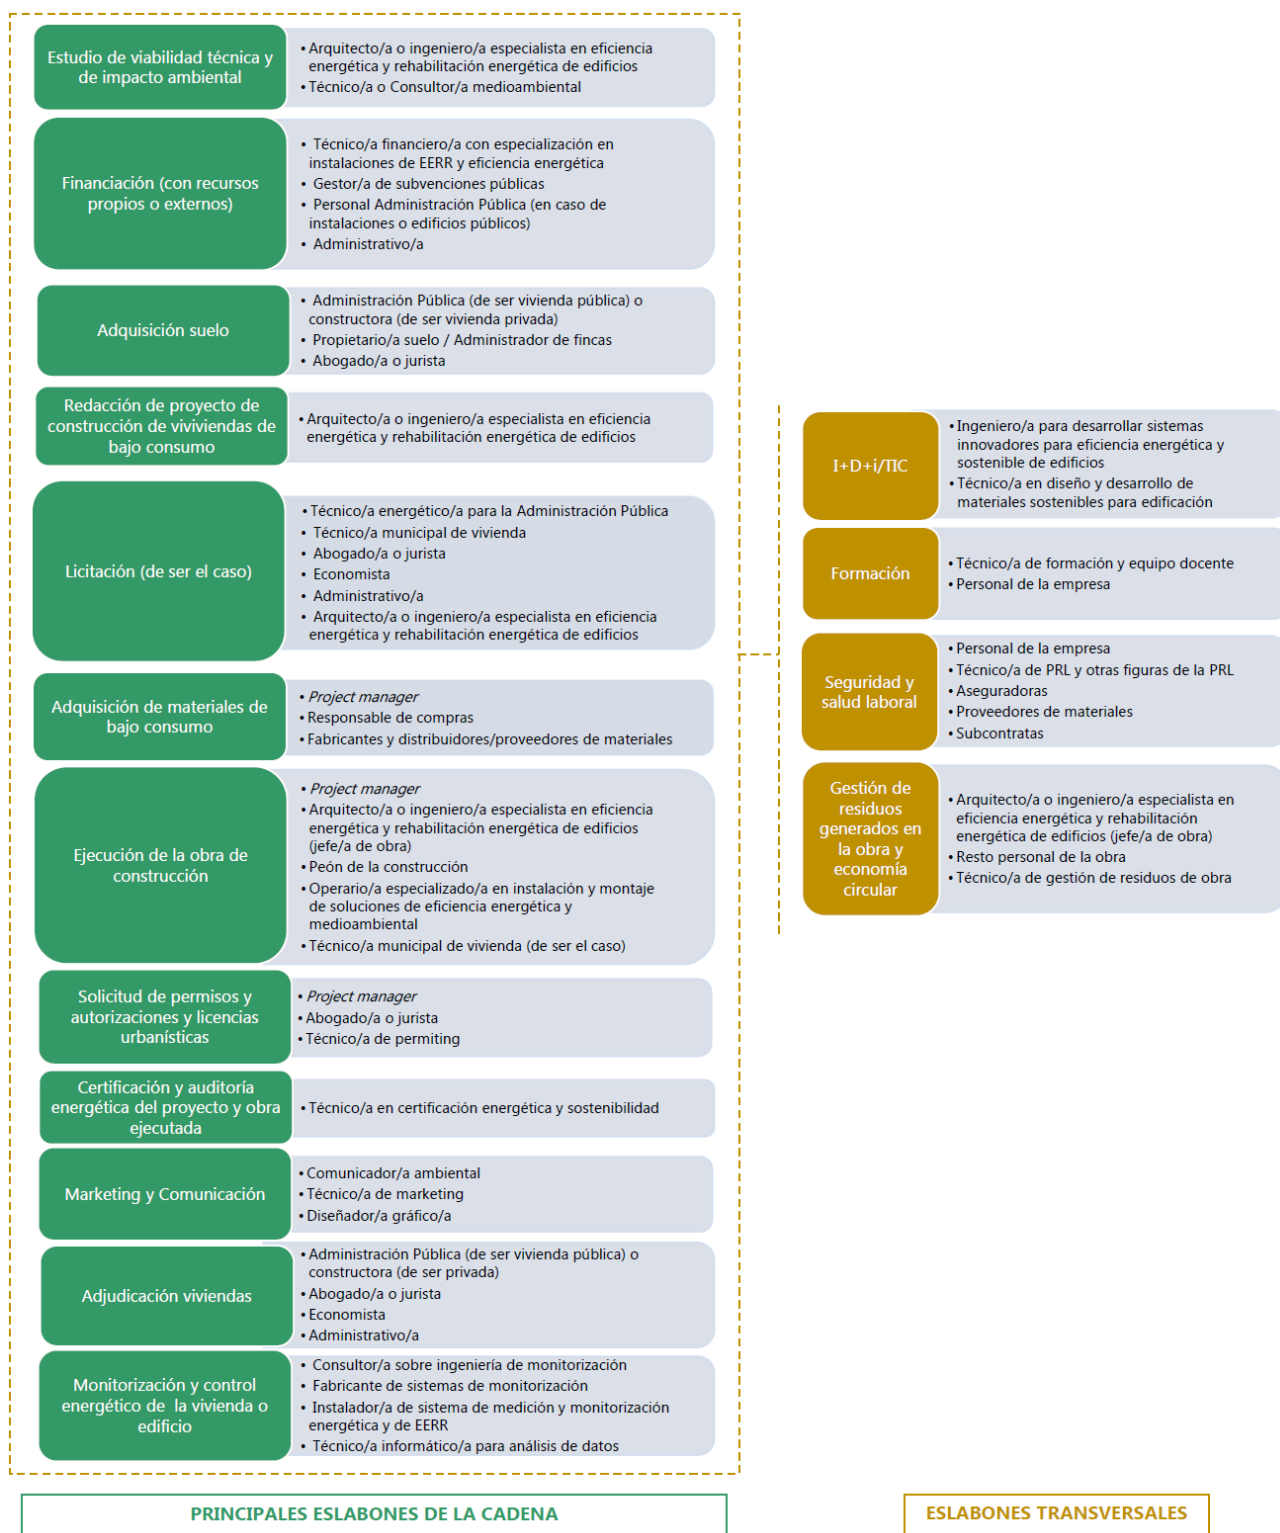 Estudio de viabilidad técnica y
de impacto ambiental
• Arquitecto/a o ingeniero/a especialista en eficiencia
energética y rehabilitación energética de edificios
• Técnico/a o Consultor/a medioambiental
Financiación (con recursos
propios o externos)
• Técnico/a financiero/a con especialización en
instalaciones de EERR y eficiencia energética
• Gestor/a de subvenciones públicas
• Personal Administración Pública (en caso de
instalaciones o edificios públicos)
• Administrativo/a
Adquisición suelo
• Administración Pública (de ser vivienda pública) o
constructora (de ser vivienda privada)
• Propietario/a suelo / Administrador de fincas
• Abogado/a o jurista
Redacción de proyecto de
construcción de viviviendas de
bajo consumo
• Arquitecto/a o ingeniero/a especialista en eficiencia
energética y rehabilitación energética de edificios
Licitación (de ser el caso)
• Técnico/a energético/a para la Administración Pública
• Técnico/a municipal de vivienda
• Abogado/a o jurista
• Economista
• Administrativo/a
• Arquitecto/a o ingeniero/a especialista en eficiencia
energética y rehabilitación energética de edificios
Adquisición de materiales de
bajo consumo
• Project manager
• Responsable de compras
• Fabricantes y distribuidores/proveedores de materiales
Ejecución de la obra de
construcción
• Project manager
• Arquitecto/a o ingeniero/a especialista en eficiencia
energética y rehabilitación energética de edificios
(jefe/a de obra)
• Peón de la construcción
• Operario/a especializado/a en instalación y montaje
de soluciones de eficiencia energética y
medioambiental
• Técnico/a municipal de vivienda (de ser el caso)
Solicitud de permisos y
autorizaciones y licencias
urbanísticas
• Project manager
• Abogado/a o jurista
• Técnico/a de permiting
Certificación y auditoría
energética del proyecto y obra
ejecutada
• Técnico/a en certificación energética y sostenibilidad
Marketing y Comunicación
• Comunicador/a ambiental
• Técnico/a de marketing
• Diseñador/a gráfico/a
Adjudicación viviendas
• Administración Pública (de ser vivienda pública) o
constructora (de ser privada)
• Abogado/a o jurista
• Economista
• Administrativo/a
Monitorización y control
energético de la vivienda o
edificio
• Consultor/a sobre ingeniería de monitorización
• Fabricante de sistemas de monitorización
• Instalador/a de sistema de medición y monitorización
energética y de EERR
• Técnico/a informático/a para análisis de datos
PRINCIPALES ESLABONES DE LA CADENA
I+D+i/TIC
• Ingeniero/a para desarrollar sistemas
innovadores para eficiencia energética y
sostenible de edificios
• Técnico/a en diseño y desarrollo de
materiales sostenibles para edificación
Formación
• Técnico/a de formación y equipo docente
• Personal de la empresa
Seguridad y
salud laboral
• Personal de la empresa
• Técnico/a de PRL y otras figuras de la PRL
• Aseguradoras
• Proveedores de materiales
• Subcontratas
Gestión de
residuos
generados en
la obra y
economía
circular
• Arquitecto/a o ingeniero/a especialista en
eficiencia energética y rehabilitación
energética de edificios (jefe/a de obra)
• Resto personal de la obra
• Técnico/a de gestión de residuos de obra
ESLABONES TRANSVERSALES